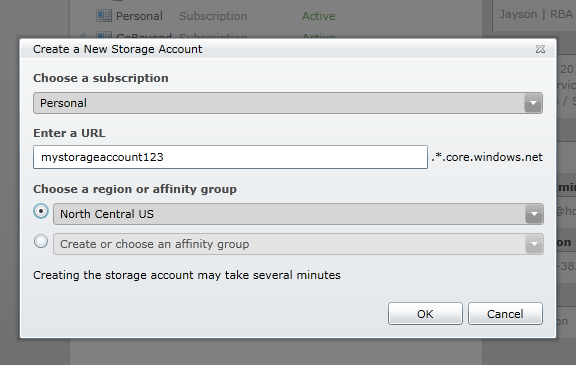 Personal Subscription Active
Subscription Active
Jayson | RBA
Create a New Storage Account
Choose a subscription
Personal
Enter a URL
mystorageaccount123 .*.core.windows.net
Choose a region or affinity group
North Central US
Create or choose an affinity group
Creating the storage account may take several minutes
OK Cancel